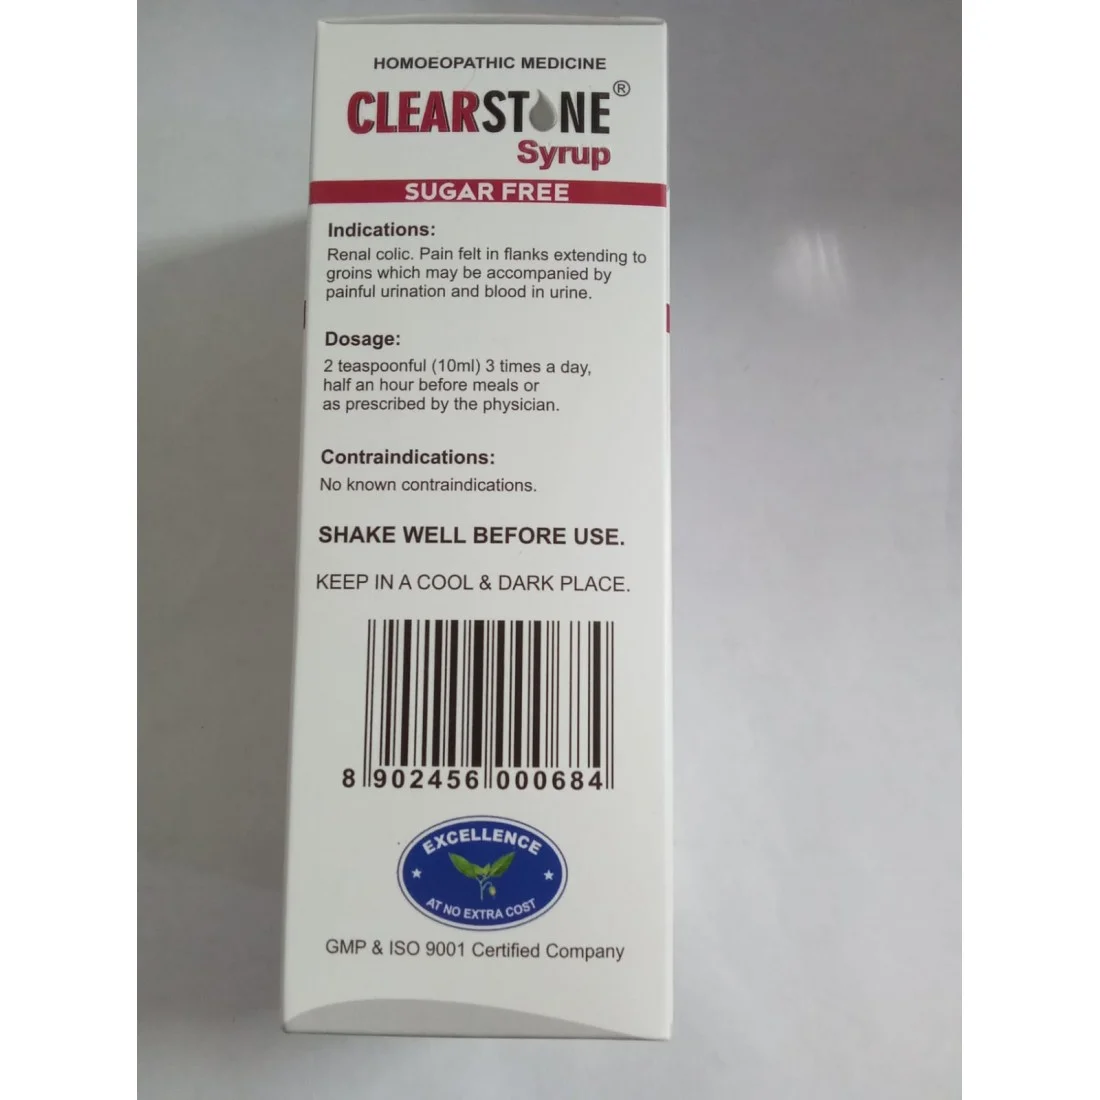 HOMOEOPATHIC MEDICINE
CLEARSTONE®
Syrup
SUGAR FREE
Indications:
Renal colic. Pain felt in flanks extending to
groins which may be accompanied by
painful urination and blood in urine.
Dosage:
2 teaspoonful (10ml) 3 times a day,
half an hour before meals or
as prescribed by the physician.
Contraindications:
No known contraindications.
SHAKE WELL BEFORE USE.
KEEP IN A COOL & DARK PLACE.
8 902456 000684
EXCELLENCE
AT NO EXTRA COST
GMP & ISO 9001 Certified Company